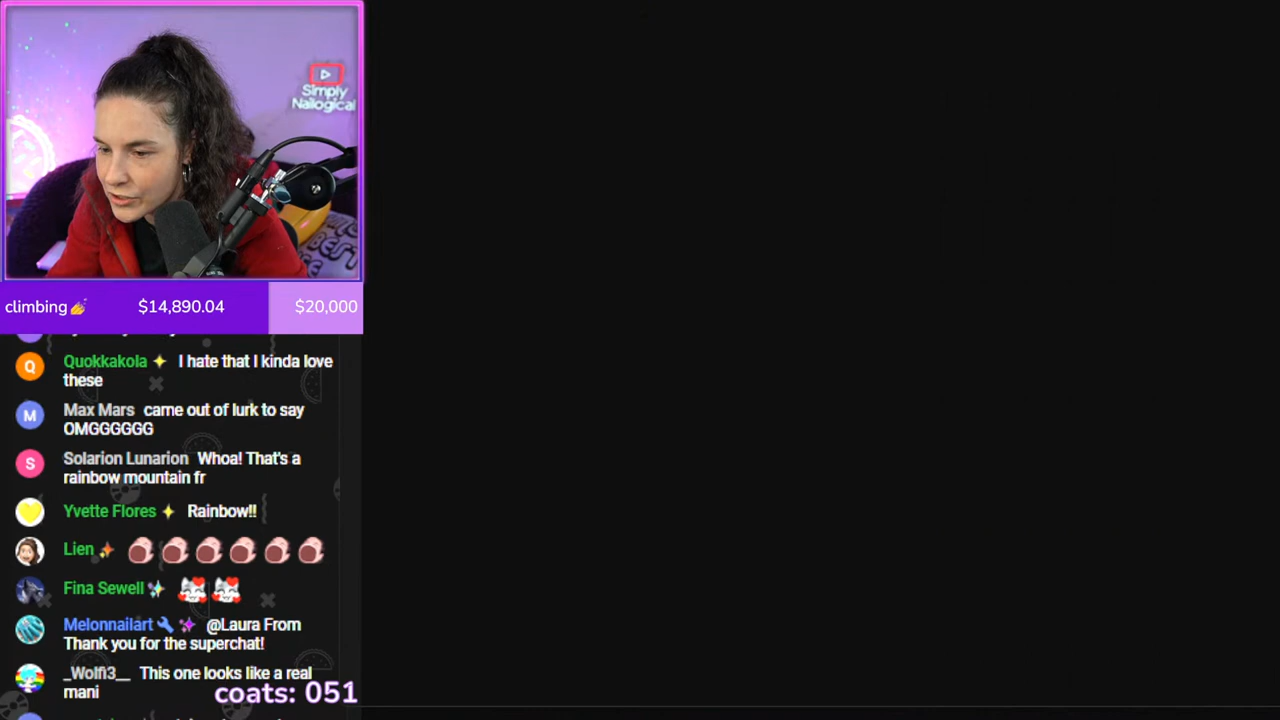 Simply
Nailogical
climbing💅 $14,890.04 $20,000
Quokkakola I hate that I kinda love
these
Max Mars came out of lurk to say
OMGGGGGG
Solarion Lunarion Whoa! That's a
rainbow mountain fr
Yvette Flores Rainbow!!
Lien
Fina Sewell
Melonnailart @Laura From
Thank you for the superchat!
_Wolfi3__ This one looks like a real
mani
coats: 051